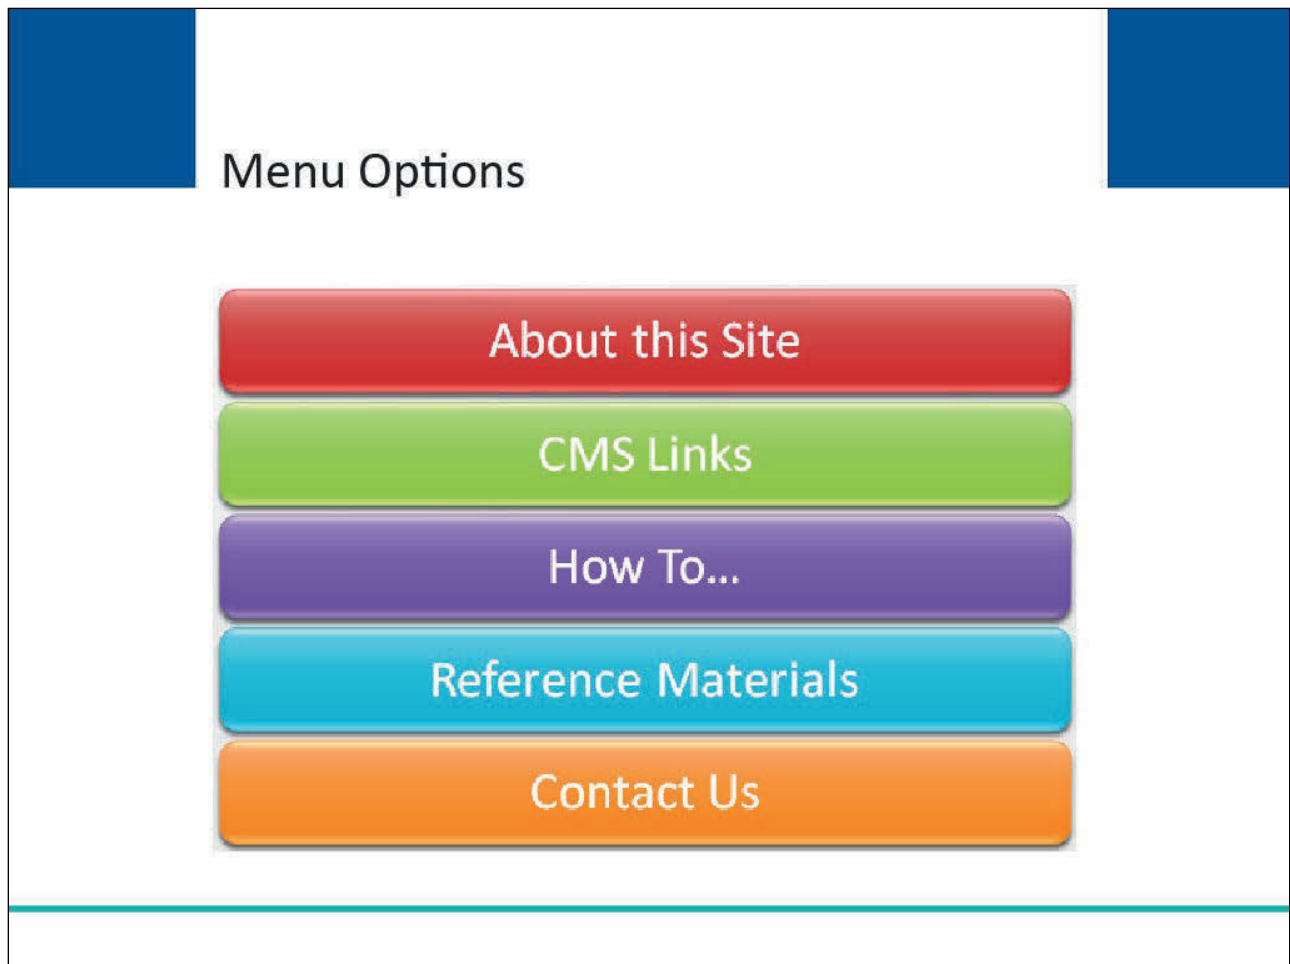 Menu Options
About this Site
CMS Links
How To...
Reference Materials
Contact Us